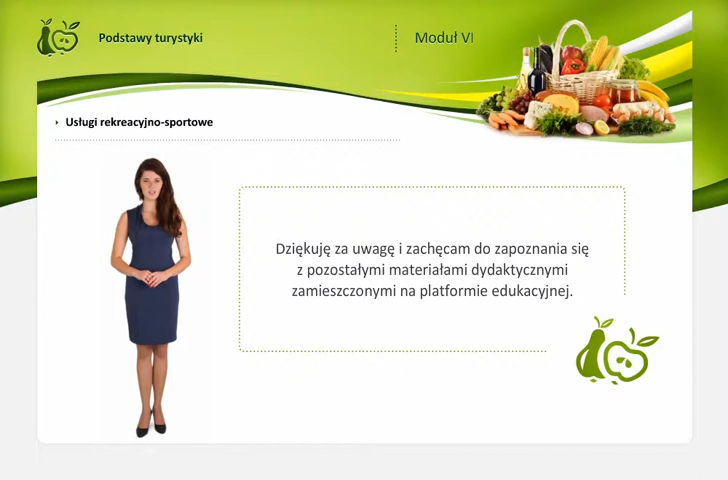 Podstawy turystyki
Moduł VI
Usługi rekreacyjno-sportowe
Dziękuję za uwagę i zachęcam do zapoznania się
z pozostałymi materiałami dydaktycznymi
zamieszczonymi na platformie edukacyjnej.